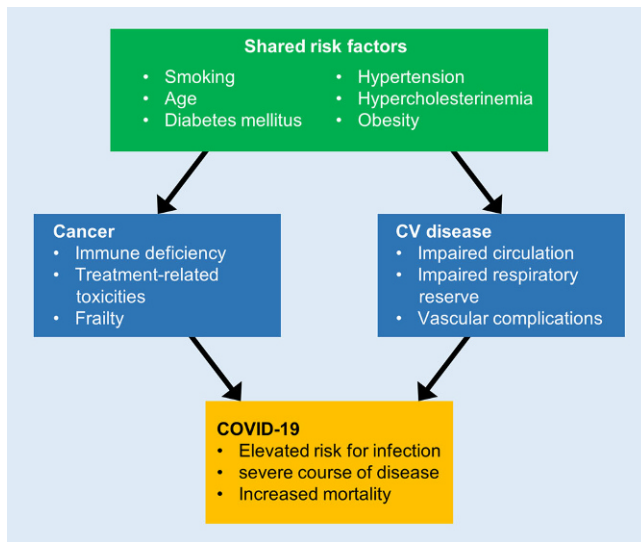 Shared risk factors
• Smoking
• Age
• Diabetes mellitus
• Hypertension
• Hypercholesterinemia
• Obesity
Cancer
• Immune deficiency
• Treatment-related
toxicities
• Frailty
CV disease
• Impaired circulation
• Impaired respiratory
reserve
• Vascular complications
COVID-19
• Elevated risk for infection
• severe course of disease
• Increased mortality